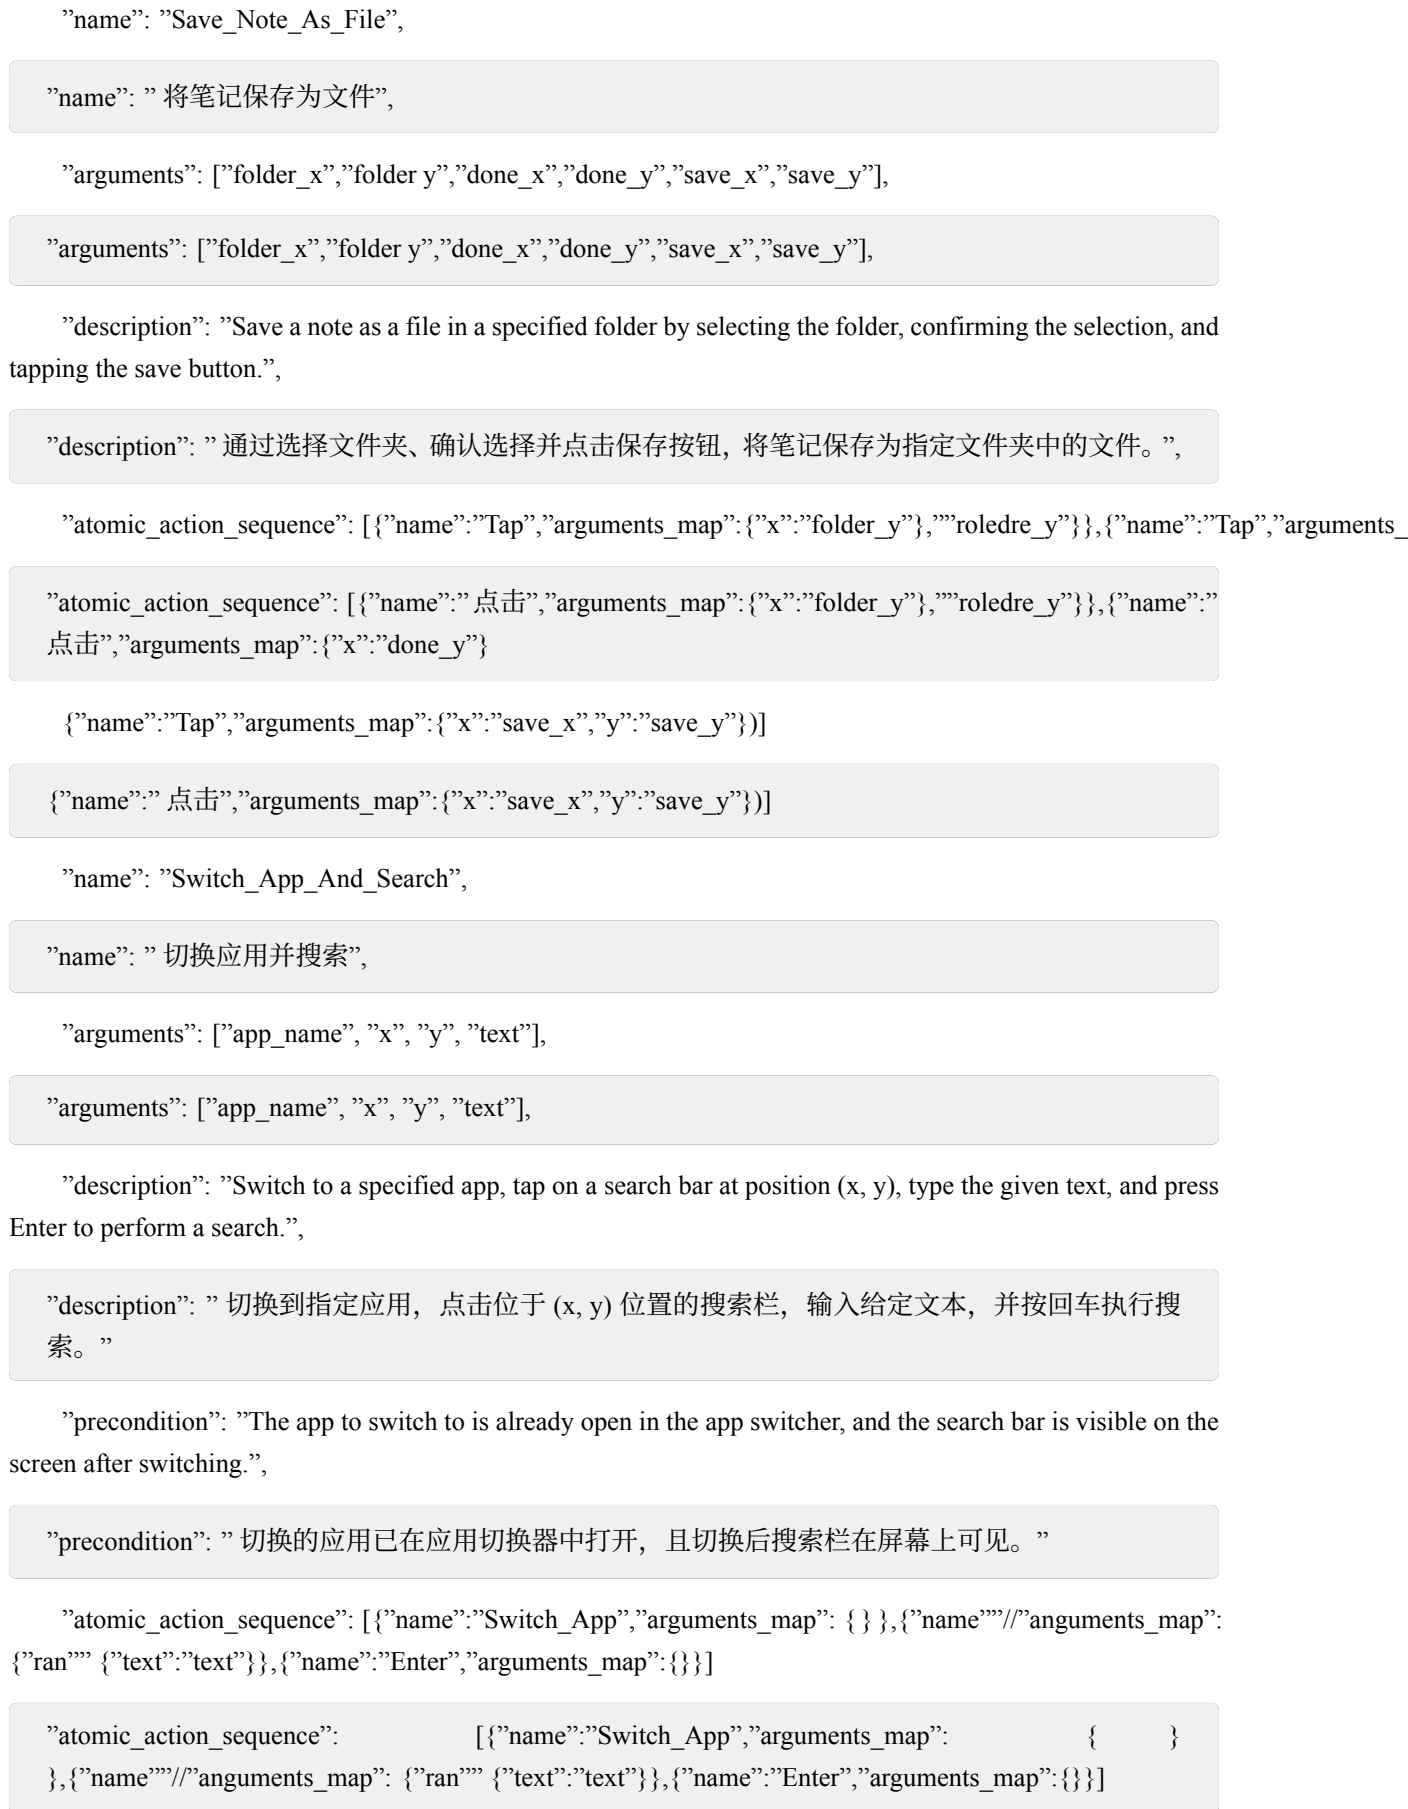 ”name”: ”Save_Note_As_File”,
”name”: ” 将笔记保存为文件”,
”arguments”: [”folder_x”,”folder y”,”done_x”,”done_y”,”save_x”,”save_y”],
”arguments”: [”folder_x”,”folder y”,”done_x”,”done_y”,”save_x”,”save_y”],
”description”: ”Save a note as a file in a specified folder by selecting the folder, confirming the selection, and
tapping the save button.”,
”description”: ” 通过选择文件夹、确认选择并点击保存按钮，将笔记保存为指定文件夹中的文件。”,
”atomic_action_sequence”: [{”name”:”Tap”,”arguments_map”:{”x”:”folder_y”},””roledre_y”}},{”name”:”Tap”,”arguments_
”atomic_action_sequence”: [{”name”:” 点击”,”arguments_map”:{”x”:”folder_y”},””roledre_y”}},{”name”:”
点击”,”arguments_map”:{”x”:”done_y”}
{”name”:”Tap”,”arguments_map”:{”x”:”save_x”,”y”:”save_y”})]
{”name”:” 点击”,”arguments_map”:{”x”:”save_x”,”y”:”save_y”})]
”name”: ”Switch_App_And_Search”,
”name”: ” 切换应用并搜索”,
”arguments”: [”app_name”, ”x”, ”y”, ”text”],
”arguments”: [”app_name”, ”x”, ”y”, ”text”],
”description”: ”Switch to a specified app, tap on a search bar at position (x, y), type the given text, and press
Enter to perform a search.”,
”description”: ” 切换到指定应用，点击位于 (x, y) 位置的搜索栏，输入给定文本，并按回车执行搜
索。”
”precondition”: ”The app to switch to is already open in the app switcher, and the search bar is visible on the
screen after switching.”,
”precondition”: ” 切换的应用已在应用切换器中打开，且切换后搜索栏在屏幕上可见。”
”atomic_action_sequence”: [{”name”:”Switch_App”,”arguments_map”: { } },{”name””//”anguments_map”:
{”ran”” {”text”:”text”}},{”name”:”Enter”,”arguments_map”:{}}]
”atomic_action_sequence”: [{”name”:”Switch_App”,”arguments_map”: { }
},{”name””//”anguments_map”: {”ran”” {”text”:”text”}},{”name”:”Enter”,”arguments_map”:{}}]